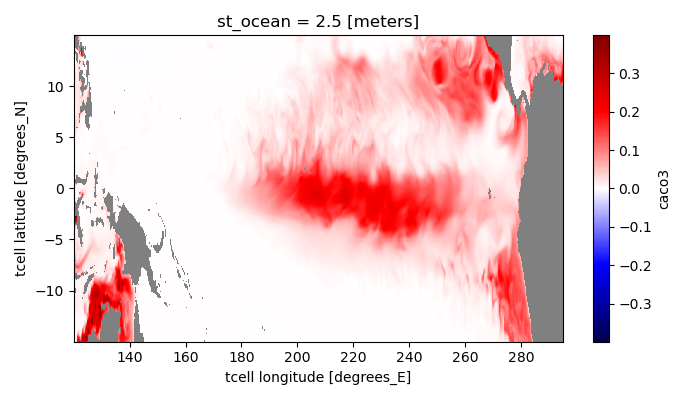 st_ocean = 2.5 [meters]
10
5
0
−5
−10
tcell latitude [degrees_N]
140 160 180 200 220 240 260 280
tcell longitude [degrees_E]
0.3
0.2
0.1
0.0
−0.1
−0.2
−0.3
caco3